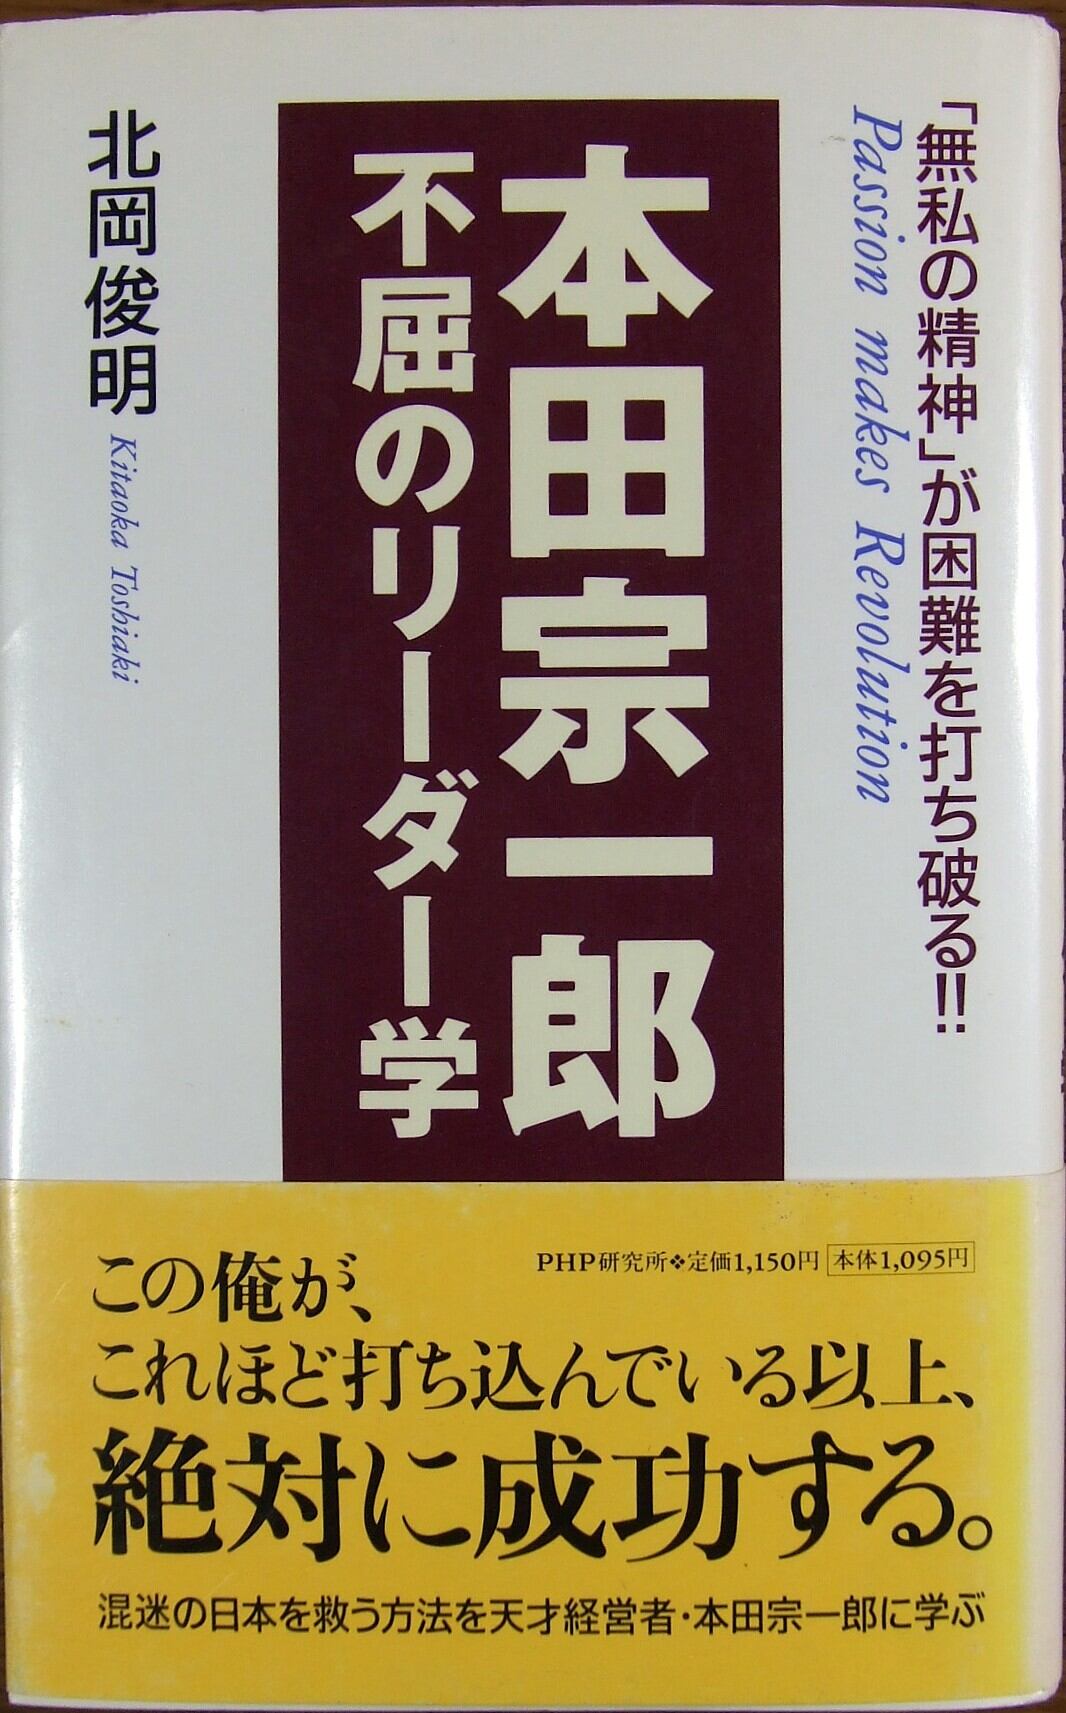 「無私の精神」が困難を打ち破る!!
Passion makes Revolution
本田宗一郎
不屈のリーダー学
北岡俊明 Kitaoka Toshiaki
PHP研究所❖定価1,150円 本体1,095円
この俺が、
これほど打ち込んでいる以上、
絶対に成功する。
混迷の日本を救う方法を天才経営者・本田宗一郎に学ぶ